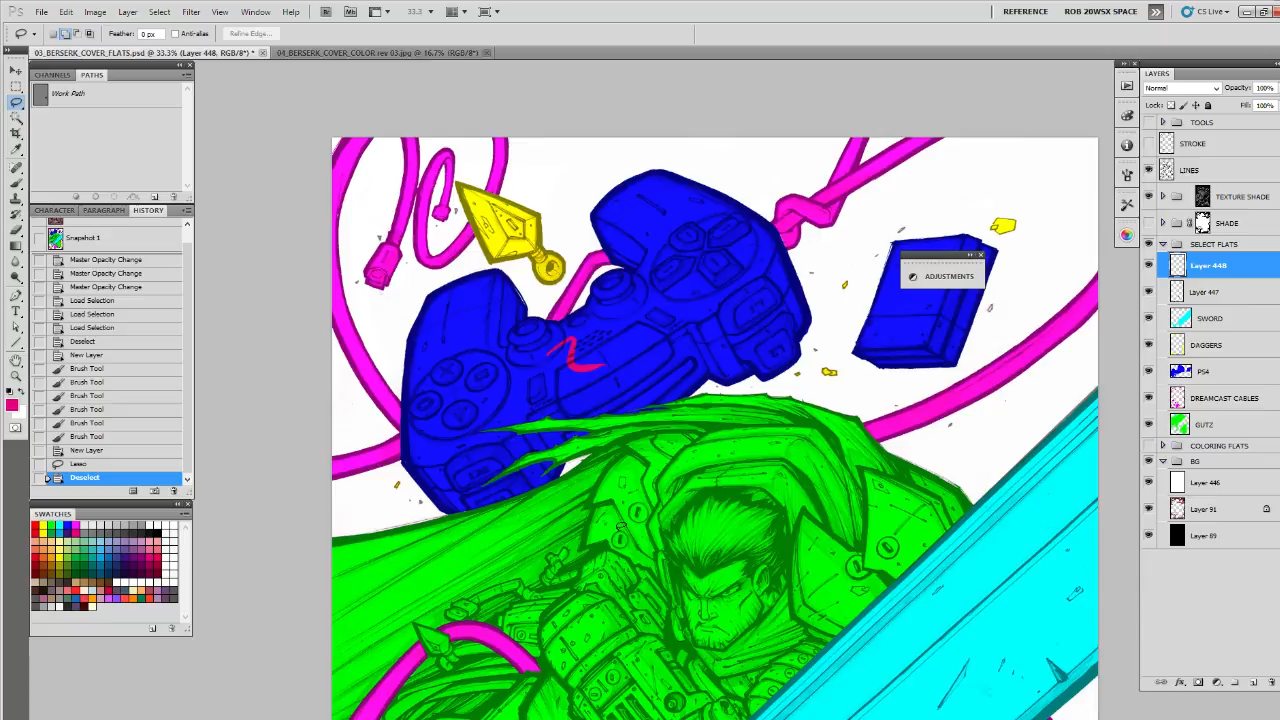 Ps File Edit Image Layer Select Filter View Window Help Br Mb 33.3 REFERENCE ROB 20WSX SPACE CS Live
Feather: 0 px Anti-alias Refine Edge...
03_BERSERK_COVER_FLATS.psd @ 33.3% (Layer 448, RGB/8*) * 04_BERSERK_COVER_COLOR rev 03.jpg @ 16.7% (RGB/8*)
CHANNELS PATHS
Work Path
CHARACTER PARAGRAPH HISTORY
Snapshot 1
Master Opacity Change
Master Opacity Change
Master Opacity Change
Load Selection
Load Selection
Load Selection
Deselect
New Layer
Brush Tool
Brush Tool
Brush Tool
Brush Tool
Brush Tool
Brush Tool
New Layer
Lasso
Deselect
SWATCHES
ADJUSTMENTS
LAYERS
Normal Opacity: 100%
Lock: Fill: 100%
TOOLS
STROKE
LINES
TEXTURE SHADE
SHADE
SELECT FLATS
Layer 448
Layer 447
SWORD
DAGGERS
PS4
DREAMCAST CABLES
GUTZ
COLORING FLATS
BG
Layer 446
Layer 91
Layer 89